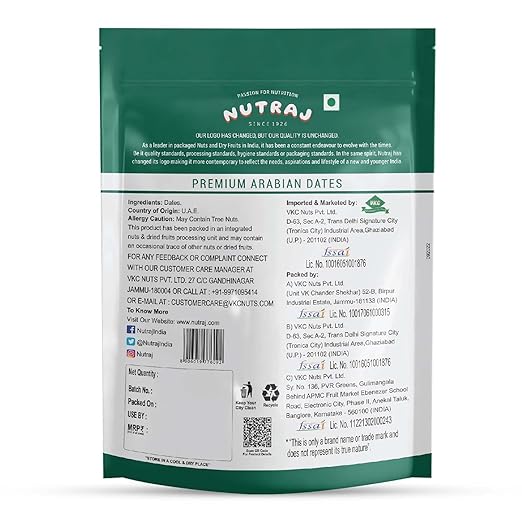 PASSION FOR NUTRITION
NUTRAJ
SINCE 1926
OUR LOGO HAS CHANGED, BUT OUR QUALITY IS UNCHANGED.
As a leader in packaged Nuts and Dry Fruits in India, it has been a constant endeavour to evolve with the times.
Be it quality standards, processing standards, hygiene standards or packaging standards. In the same spirit, Nutraj has
changed its logo making it more contemporary to reflect the needs, aspirations and lifestyle of a new and younger India.
PREMIUM ARABIAN DATES
Ingredients: Dates.
Country of Origin: U.A.E.
Allergy Caution: May Contain Tree Nuts.
This product has been packed in an integrated
nuts & dried fruits processing unit and may contain
an occasional trace of other nuts or dried fruits.
FOR ANY FEEDBACK OR COMPLAINT CONNECT
WITH OUR CUSTOMER CARE MANAGER AT
VKC NUTS PVT. LTD. 27 C/C GANDHINAGAR
JAMMU-180004 OR CALL AT : +91-9971095414
OR E-MAIL AT : CUSTOMERCARE@VKCNUTS.COM
To Know More
Visit Our Website: www.nutraj.com
NutrajIndia
@NutrajIndia
Nutraj
Net Quantity :
Batch No. :
Packed On :
USE BY :
MRP₹ :
"STORE IN A COOL & DRY PLACE"
Keep Your
City Clean
Recycle
Scan QR Code
For Product Details
Imported & Marketed by:
VKC
VKC Nuts Pvt. Ltd.
D-63, Sec A-2, Trans Delhi Signature City
(Tronica City) Industrial Area,Ghaziabad
(U.P.) - 201102 (INDIA)
fssai
Lic. No. 10016051001876
Packed by:
A) VKC Nuts Pvt. Ltd.
(Unit VK Chander Shekhar) 52-B, Birpur,
Industrial Estate, Jammu-181133 (INDIA)
fssai Lic. No. 10017061000315
B) VKC Nuts Pvt. Ltd.
D-63, Sec A-2, Trans Delhi Signature City
(Tronica City) Industrial Area,Ghaziabad
(U.P.) - 201102 (INDIA)
fssai Lic. No. 10016051001876
C) VKC Nuts Pvt. Ltd.
Sy. No. 136, PVR Greens, Gulimangala
Behind APMC Fruit Market Ebenezer School
Road, Electronic City, Phase II, Anekal Taluk,
Banglore, Karnatake - 560100 (INDIA)
fssai Lic. No. 11221302000243
* "This is only a brand name or trade mark and
does not represent its true nature".